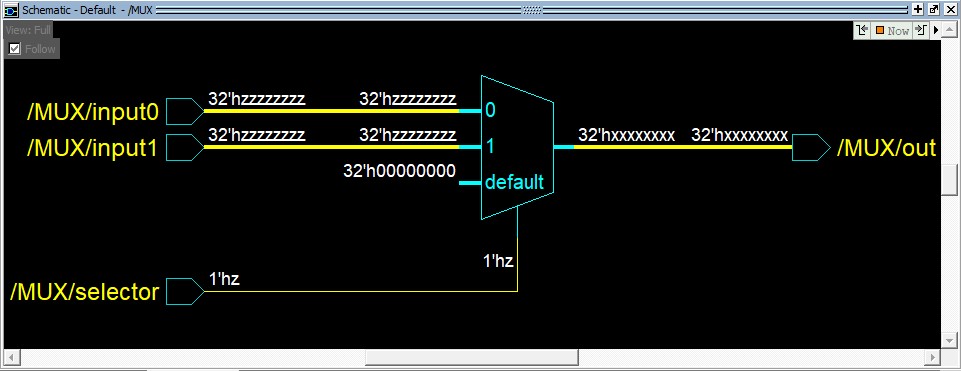 Schematic - Default - /MUX
View: Full
Follow
Now
/MUX/input0 32'hzzzzzzzz 32'hzzzzzzzz 0
/MUX/input1 32'hzzzzzzzz 32'hzzzzzzzz 1 32'hxxxxxxxx 32'hxxxxxxxx /MUX/out
32'h00000000 default
1'hz
/MUX/selector 1'hz